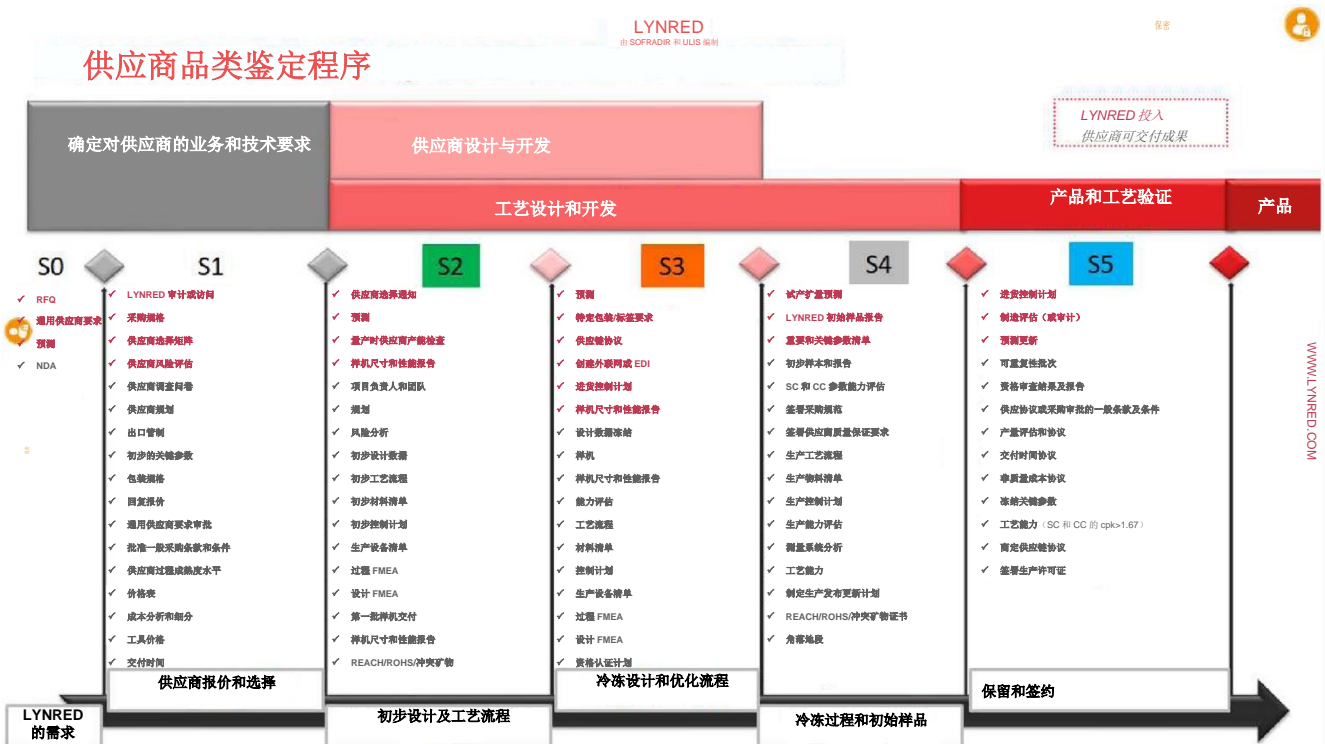 LYNRED
由 SOFRADIR 和 ULIS 编制
保密
供应商品类鉴定程序
LYNRED 投入
供应商可交付成果
确定对供应商的业务和技术要求
供应商设计与开发
工艺设计和开发
产品和工艺验证
产品
S0
S1
S2
S3
S4
S5
✓ RFQ
✓ 通用供应商要求
✓ 预测
✓ NDA
✓ LYNRED 审计或访问
✓ 采购规格
✓ 供应商选择矩阵
✓ 供应商风险评估
✓ 供应商调查问卷
✓ 供应商规划
✓ 出口管制
✓ 初步的关键参数
✓ 包装规格
✓ 回复报价
✓ 通用供应商要求审批
✓ 批准一般采购条款和条件
✓ 供应商过程成熟度水平
✓ 价格表
✓ 成本分析和细分
✓ 工具价格
✓ 交付时间
✓ 供应商选择通知
✓ 预测
✓ 量产时供应商产能检查
✓ 样机尺寸和性能报告
✓ 项目负责人和团队
✓ 规划
✓ 风险分析
✓ 初步设计数据
✓ 初步工艺流程
✓ 初步材料清单
✓ 初步控制计划
✓ 生产设备清单
✓ 过程 FMEA
✓ 设计 FMEA
✓ 第一批样机交付
✓ 样机尺寸和性能报告
✓ REACH/ROHS/冲突矿物
✓ 预测
✓ 特定包装/标签要求
✓ 供应链协议
✓ 创建外联网或 EDI
✓ 进货控制计划
✓ 样机尺寸和性能报告
✓ 设计数据冻结
✓ 样机
✓ 样机尺寸和性能报告
✓ 能力评估
✓ 工艺流程
✓ 材料清单
✓ 控制计划
✓ 生产设备清单
✓ 过程 FMEA
✓ 设计 FMEA
✓ 资格认证计划
✓ 试产扩量预测
✓ LYNRED 初始样品报告
✓ 重要和关键参数清单
✓ 初步样本和报告
✓ SC 和 CC 参数能力评估
✓ 签署采购规范
✓ 签署供应商质量保证要求
✓ 生产工艺流程
✓ 生产物料清单
✓ 生产控制计划
✓ 生产能力评估
✓ 测量系统分析
✓ 工艺能力
✓ 制定生产发布更新计划
✓ REACH/ROHS/冲突矿物证书
✓ 角落地段
✓ 进货控制计划
✓ 制造评估（或审计）
✓ 预测更新
✓ 可重复性批次
✓ 资格审查结果及报告
✓ 供应协议或采购审批的一般条款及条件
✓ 产量评估和协议
✓ 交付时间协议
✓ 非质量成本协议
✓ 冻结关键参数
✓ 工艺能力（SC 和 CC 的 cpk>1.67）
✓ 商定供应链协议
✓ 签署生产许可证
WWW.LYNRED.COM
LYNRED
的需求
供应商报价和选择
初步设计及工艺流程
冷冻设计和优化流程
冷冻过程和初始样品
保留和签约